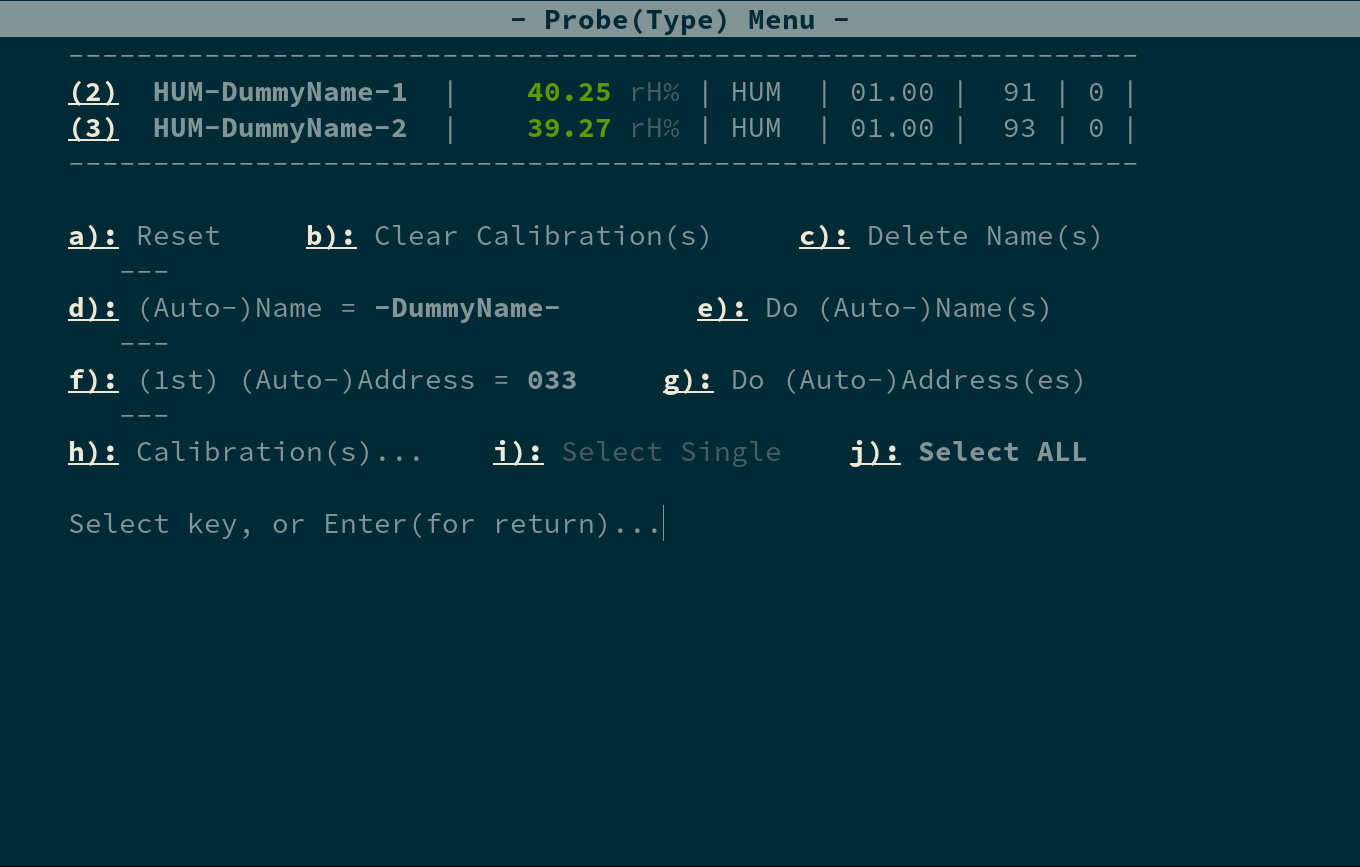 - Probe(Type) Menu -
---------------------------------------------------------------
(2)  HUM-DummyName-1  |    40.25 rH% | HUM  | 01.00 |  91 | 0 |
(3)  HUM-DummyName-2  |    39.27 rH% | HUM  | 01.00 |  93 | 0 |
---------------------------------------------------------------
a): Reset     b): Clear Calibration(s)     c): Delete Name(s)
---
d): (Auto-)Name = -DummyName-        e): Do (Auto-)Name(s)
---
f): (1st) (Auto-)Address = 033     g): Do (Auto-)Address(es)
---
h): Calibration(s)...    i): Select Single    j): Select ALL
Select key, or Enter(for return)...